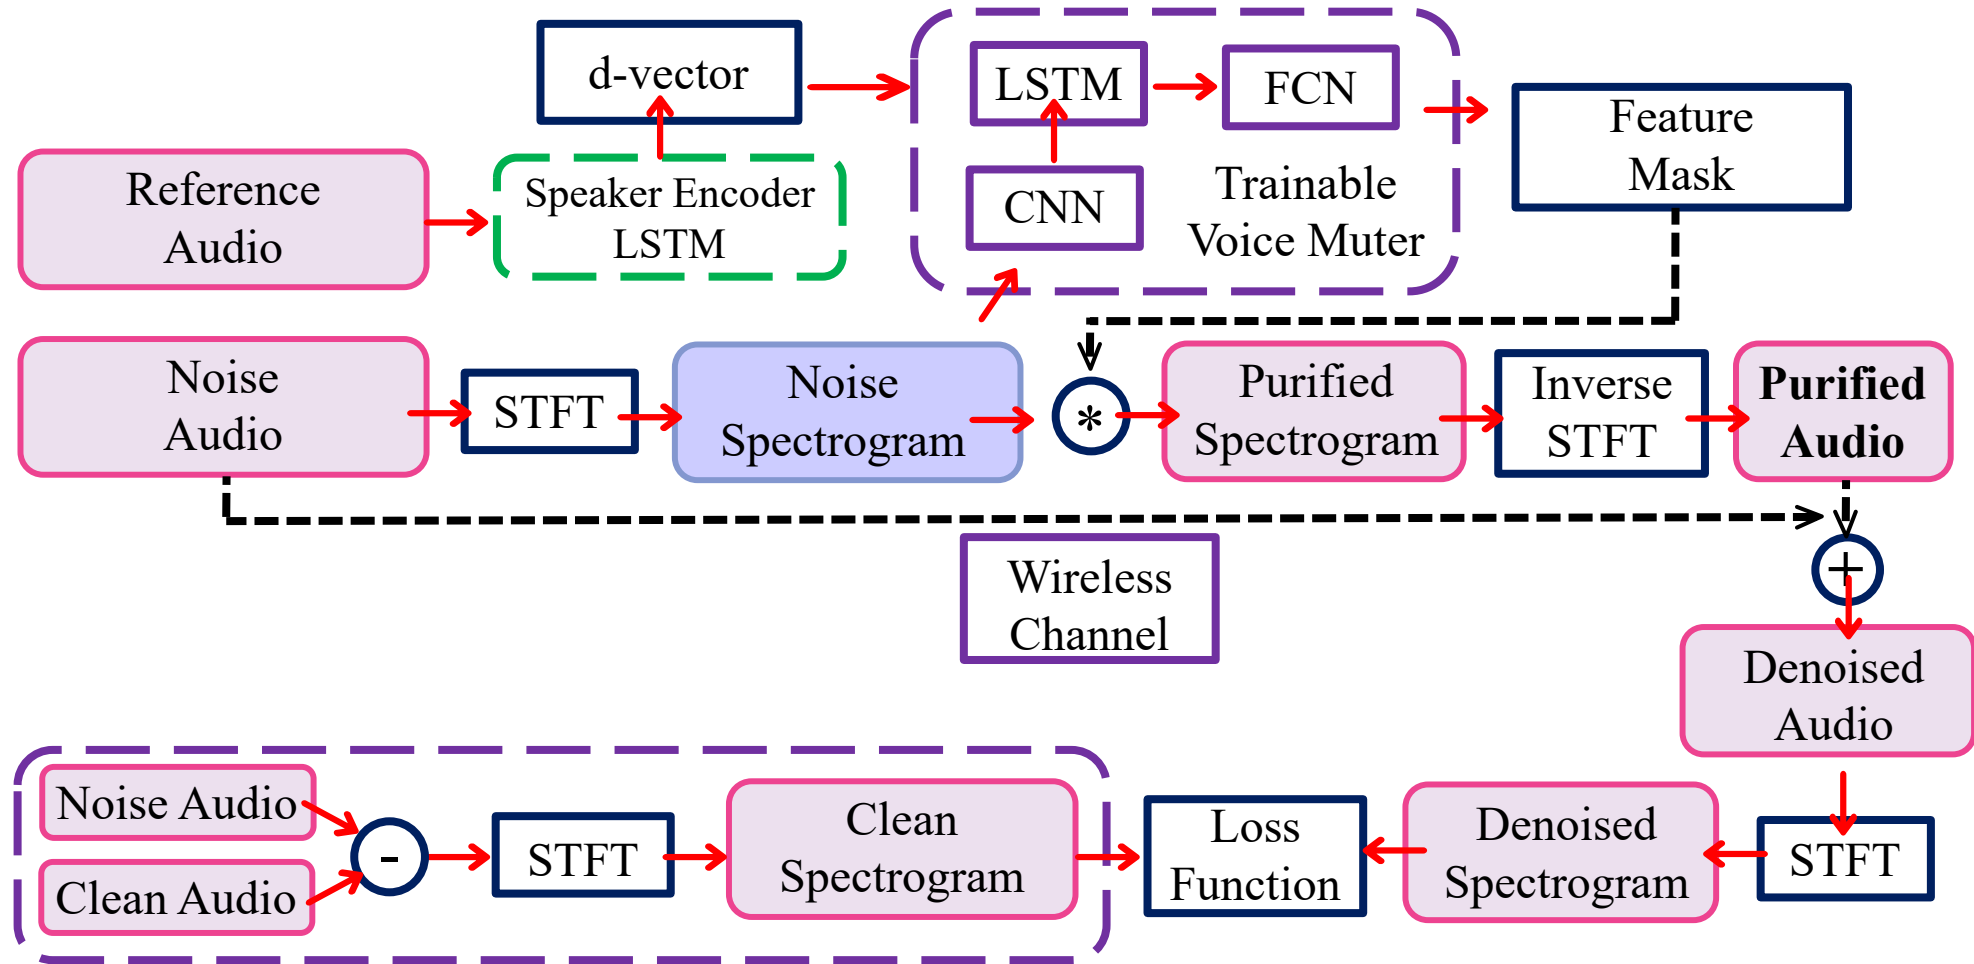 d-vector
LSTM
FCN
Feature
Mask
Reference
Audio
Speaker Encoder
LSTM
CNN
Trainable
Voice Muter
Noise
Audio
STFT
Noise
Spectrogram
*
Purified
Spectrogram
Inverse
STFT
Purified
Audio
+
Wireless
Channel
Denoised
Audio
Noise Audio
Clean Audio
-
STFT
Clean
Spectrogram
Loss
Function
Denoised
Spectrogram
STFT